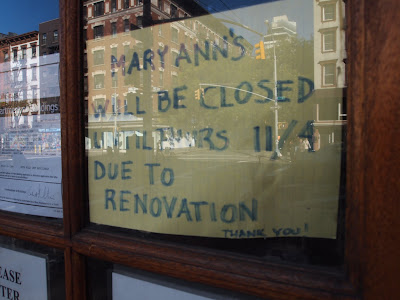 MARY ANN'S
WILL BE CLOSED
UNTIL THURS 11/4
DUE TO
RENOVATION
THANK YOU!